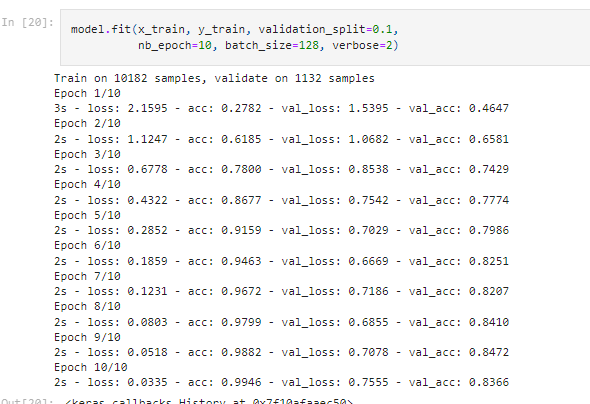 In [20]:
model.fit(x_train, y_train, validation_split=0.1,
nb_epoch=10, batch_size=128, verbose=2)
Train on 10182 samples, validate on 1132 samples
Epoch 1/10
3s - loss: 2.1595 - acc: 0.2782 - val_loss: 1.5395 - val_acc: 0.4647
Epoch 2/10
2s - loss: 1.1247 - acc: 0.6185 - val_loss: 1.0682 - val_acc: 0.6581
Epoch 3/10
2s - loss: 0.6778 - acc: 0.7800 - val_loss: 0.8538 - val_acc: 0.7429
Epoch 4/10
2s - loss: 0.4322 - acc: 0.8677 - val_loss: 0.7542 - val_acc: 0.7774
Epoch 5/10
2s - loss: 0.2852 - acc: 0.9159 - val_loss: 0.7029 - val_acc: 0.7986
Epoch 6/10
2s - loss: 0.1859 - acc: 0.9463 - val_loss: 0.6669 - val_acc: 0.8251
Epoch 7/10
2s - loss: 0.1231 - acc: 0.9672 - val_loss: 0.7186 - val_acc: 0.8207
Epoch 8/10
2s - loss: 0.0803 - acc: 0.9799 - val_loss: 0.6855 - val_acc: 0.8410
Epoch 9/10
2s - loss: 0.0518 - acc: 0.9882 - val_loss: 0.7078 - val_acc: 0.8472
Epoch 10/10
2s - loss: 0.0335 - acc: 0.9946 - val_loss: 0.7555 - val_acc: 0.8366
Out[20]: <keras.callbacks.History at 0x7f10afaaec50>